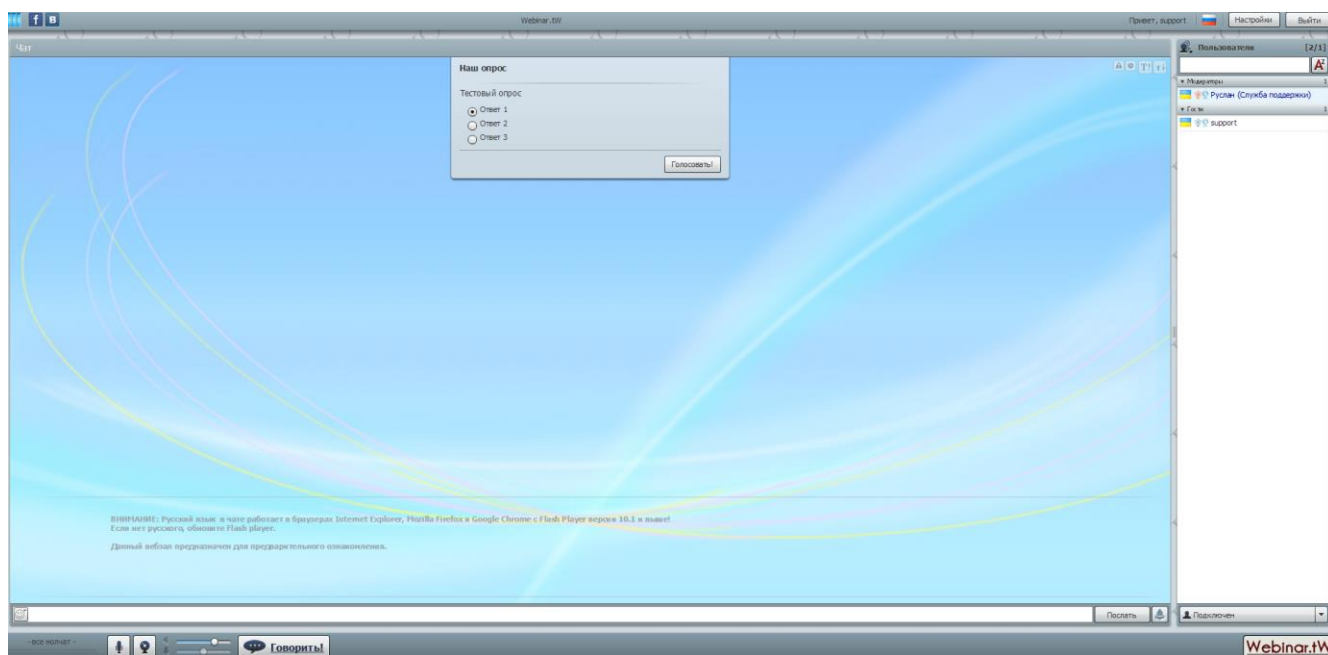 Webinar.tW
Привет, support
Настройки
Выйти
Чат
Пользователи [2/1]
Наш опрос
Тестовый опрос
Ответ 1
Ответ 2
Ответ 3
Голосовать!
Модераторы 1
Руслан (Служба поддержки)
Гости 1
support
ВНИМАНИЕ: Русский язык в чате работает в браузерах Internet Explorer, Mozilla Firefox и Google Chrome с Flash Player версии 10.1 и выше!
Если нет русского, обновите Flash player.
Данный вебзал предназначен для предварительного ознакомления.
Послать
Подключен
- все молчат -
Говорить!
Webinar.tW